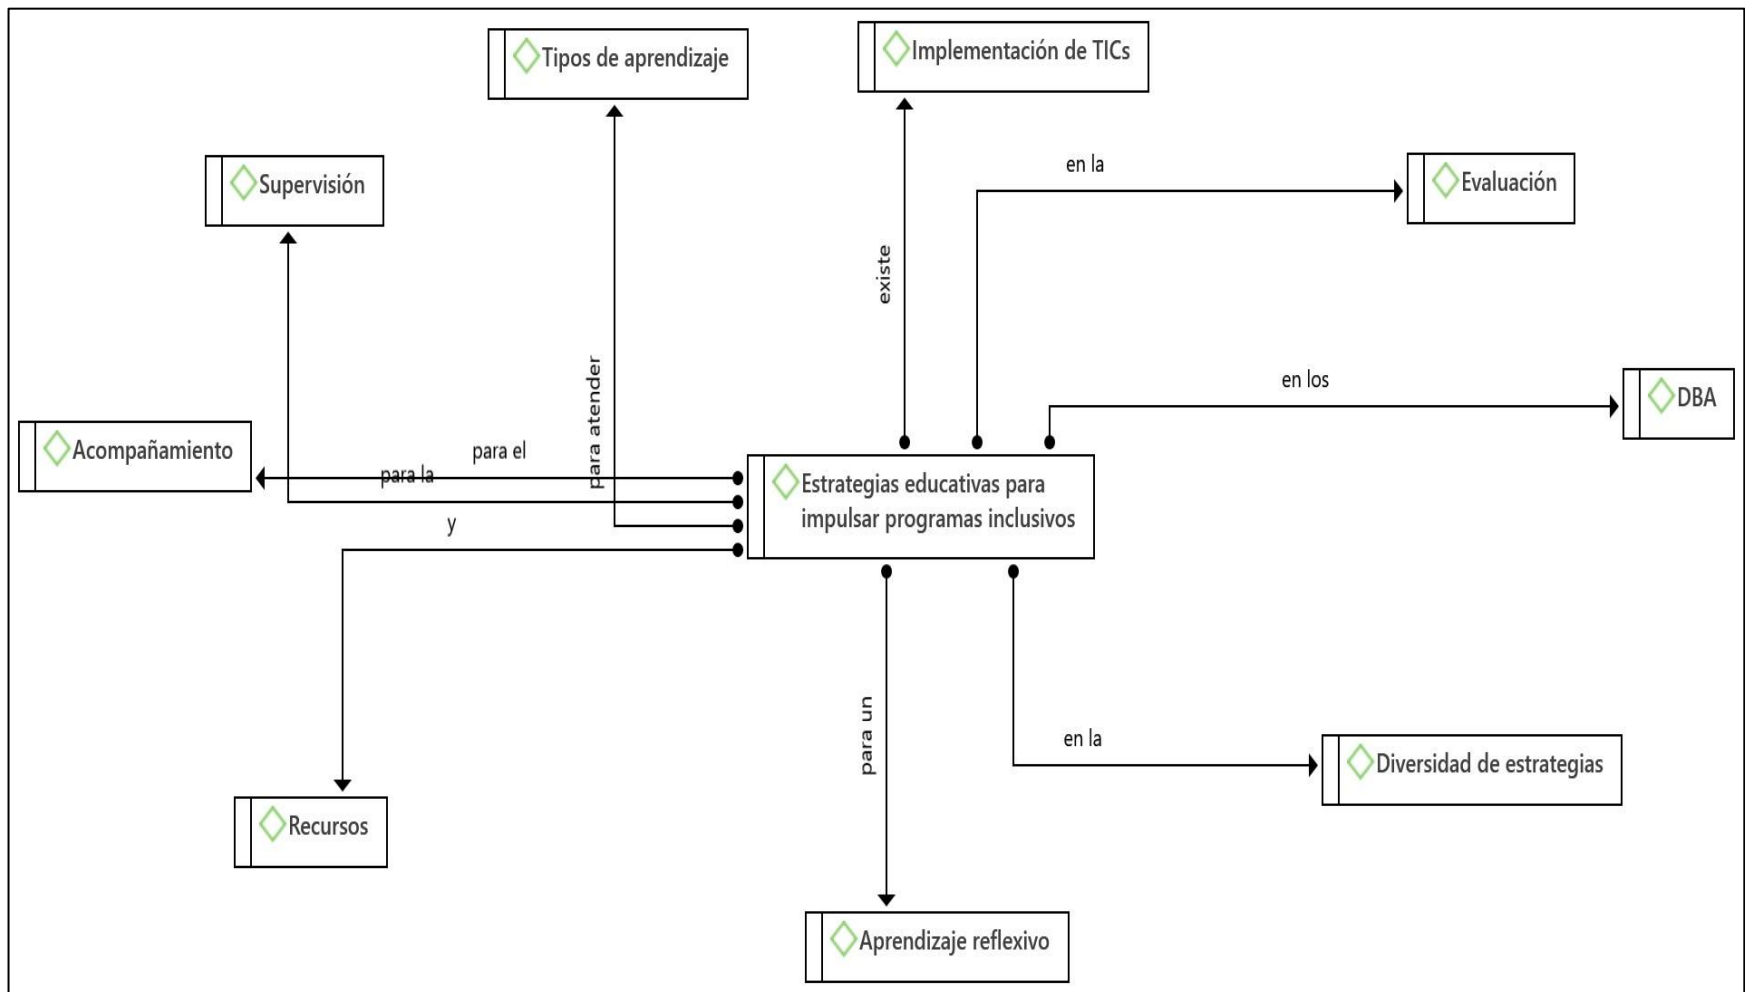 Implementación de TICs
Tipos de aprendizaje
en la
Evaluación
Supervisión
existe
en los
DBA
para atender
Acompañamiento
para el
para la
Estrategias educativas para
impulsar programas inclusivos
y
para un
en la
Diversidad de estrategias
Recursos
Aprendizaje reflexivo